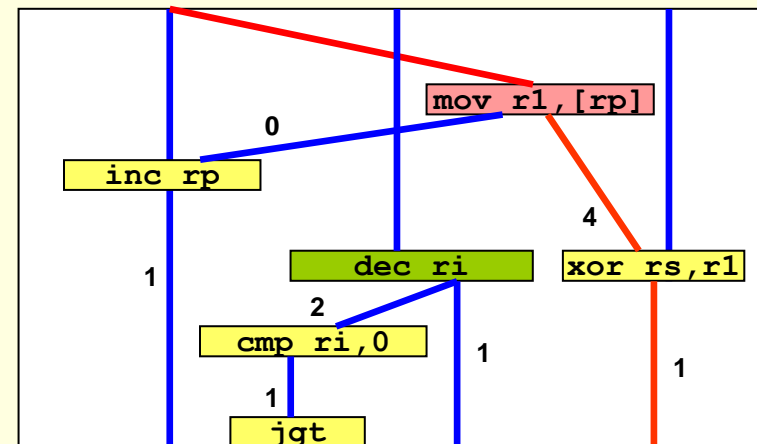 mov r1,[rp]
0
inc rp
4
dec ri
xor rs,r1
1
2
cmp ri,0
1
1
1
jgt